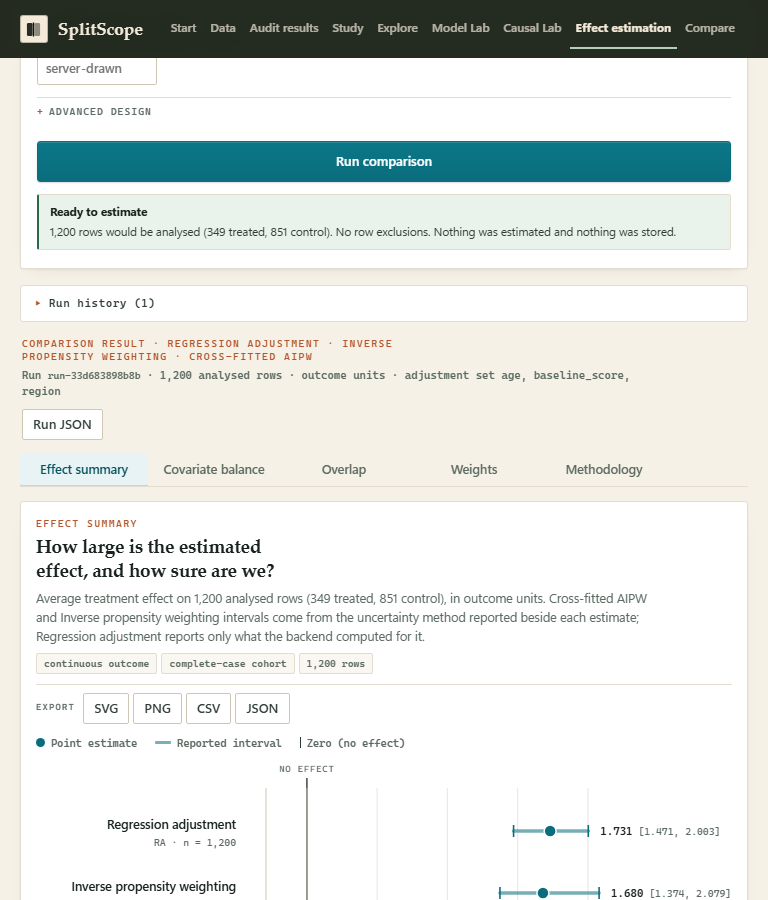 SplitScope
Start Data Audit results Study Explore Model Lab Causal Lab Effect estimation Compare
server-drawn
+ ADVANCED DESIGN
Run comparison
Ready to estimate
1,200 rows would be analysed (349 treated, 851 control). No row exclusions. Nothing was estimated and nothing was stored.
▸ Run history (1)
COMPARISON RESULT · REGRESSION ADJUSTMENT · INVERSE
PROPENSITY WEIGHTING · CROSS-FITTED AIPW
Run run-33d683898b8b · 1,200 analysed rows · outcome units · adjustment set age, baseline_score,
region
Run JSON
Effect summary Covariate balance Overlap Weights Methodology
EFFECT SUMMARY
How large is the estimated
effect, and how sure are we?
Average treatment effect on 1,200 analysed rows (349 treated, 851 control), in outcome units. Cross-fitted AIPW
and Inverse propensity weighting intervals come from the uncertainty method reported beside each estimate;
Regression adjustment reports only what the backend computed for it.
continuous outcome complete-case cohort 1,200 rows
EXPORT SVG PNG CSV JSON
Point estimate Reported interval Zero (no effect)
NO EFFECT
Regression adjustment 1.731 [1.471, 2.003]
RA · n = 1,200
Inverse propensity weighting 1.680 [1.374, 2.079]